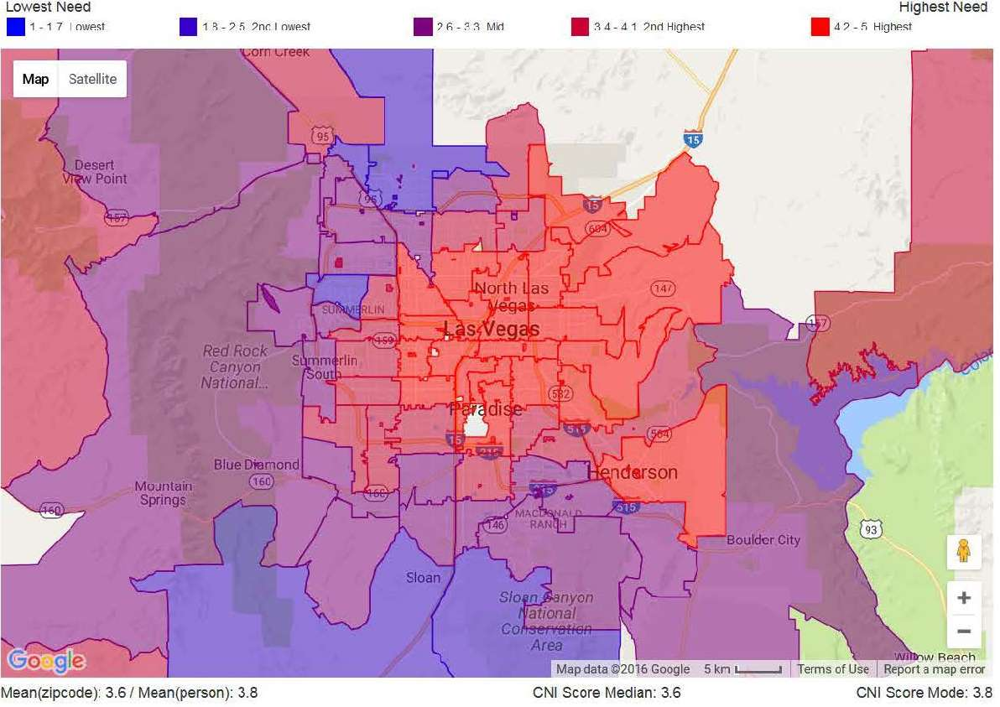 Lowest Need Highest Need
1 - 1.7 Lowest 1.8 - 2.5 2nd Lowest 2.6 - 3.3 Mid 3.4 - 4.1 2nd Highest 4.2 - 5 Highest
Corn Creek
Map Satellite
95
15
Desert
View Point
95
15
157
604
147
North Las
Vegas
SUMMERLIN
Las Vegas
167
159
Red Rock
Canyon
National...
Summerlin
South
582
Paradise
15
515
564
215
Blue Diamond
160
Henderson
Mountain
Springs
160
215
160
515
MACDONALD
RANCH
146
93
Boulder City
Sloan
Sloan Canyon
National
Conservation
Area
+
−
Willow Beach
Google
Map data ©2016 Google 5 km Terms of Use Report a map error
Mean(zipcode): 3.6 / Mean(person): 3.8 CNI Score Median: 3.6 CNI Score Mode: 3.8